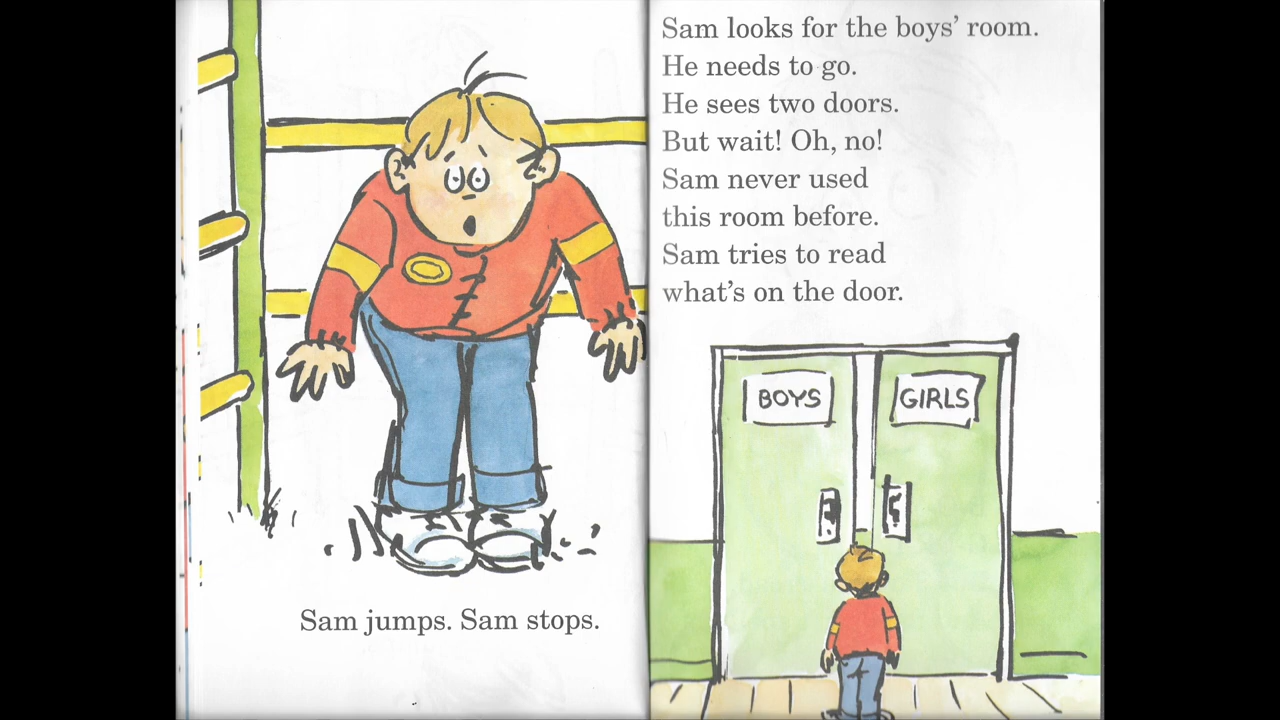 Sam jumps. Sam stops.
Sam looks for the boys' room.
He needs to go.
He sees two doors.
But wait! Oh, no!
Sam never used
this room before.
Sam tries to read
what's on the door.
BOYS
GIRLS